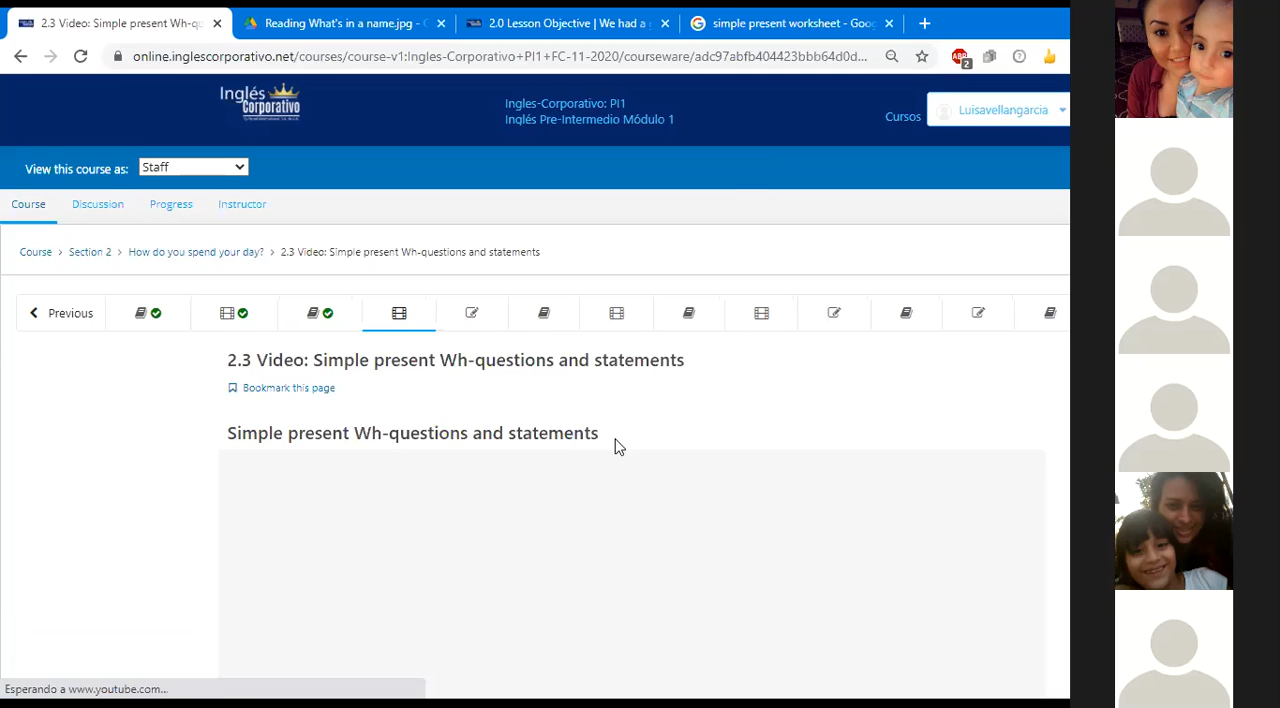 2.3 Video: Simple present Wh-qu
Reading What's in a name.jpg - G
2.0 Lesson Objective | We had a g
simple present worksheet - Goog
online.inglescorporativo.net/courses/course-v1:Ingles-Corporativo+PI1+FC-11-2020/courseware/adc97abfb404423bbb64d0d...
ABP
2
Inglés
Corporativo
Ingles-Corporativo: PI1
Inglés Pre-Intermedio Módulo 1
Cursos
Luisavellangarcia
View this course as:
Staff
Course
Discussion
Progress
Instructor
Course > Section 2 > How do you spend your day? > 2.3 Video: Simple present Wh-questions and statements
Previous
2.3 Video: Simple present Wh-questions and statements
Bookmark this page
Simple present Wh-questions and statements
Esperando a www.youtube.com...